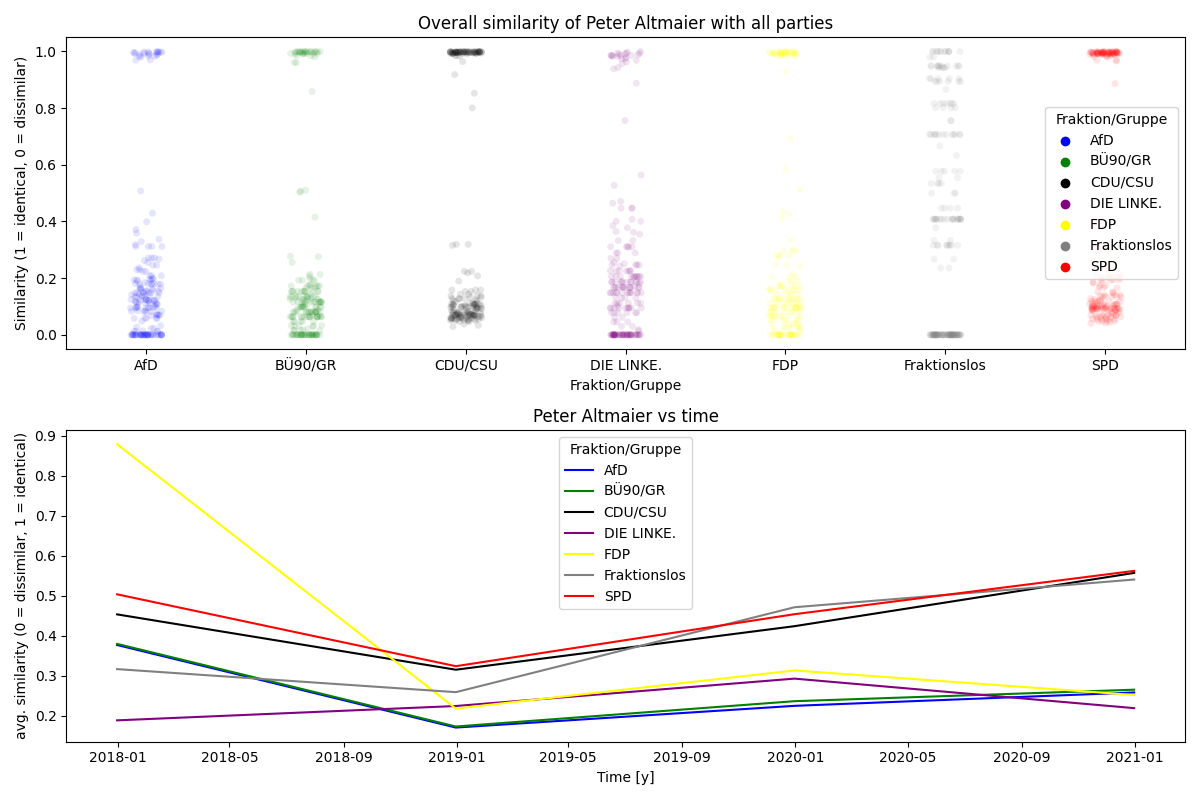 Overall similarity of Peter Altmaier with all parties
Similarity (1 = identical, 0 = dissimilar)
1.0
0.8
0.6
0.4
0.2
0.0
Fraktion/Gruppe
AfD
BÜ90/GR
CDU/CSU
DIE LINKE.
FDP
Fraktionslos
SPD
AfD BÜ90/GR CDU/CSU DIE LINKE. FDP Fraktionslos SPD
Fraktion/Gruppe
Peter Altmaier vs time
avg. similarity (0 = dissimilar, 1 = identical)
0.9
0.8
0.7
0.6
0.5
0.4
0.3
0.2
Fraktion/Gruppe
AfD
BÜ90/GR
CDU/CSU
DIE LINKE.
FDP
Fraktionslos
SPD
2018-01 2018-05 2018-09 2019-01 2019-05 2019-09 2020-01 2020-05 2020-09 2021-01
Time [y]